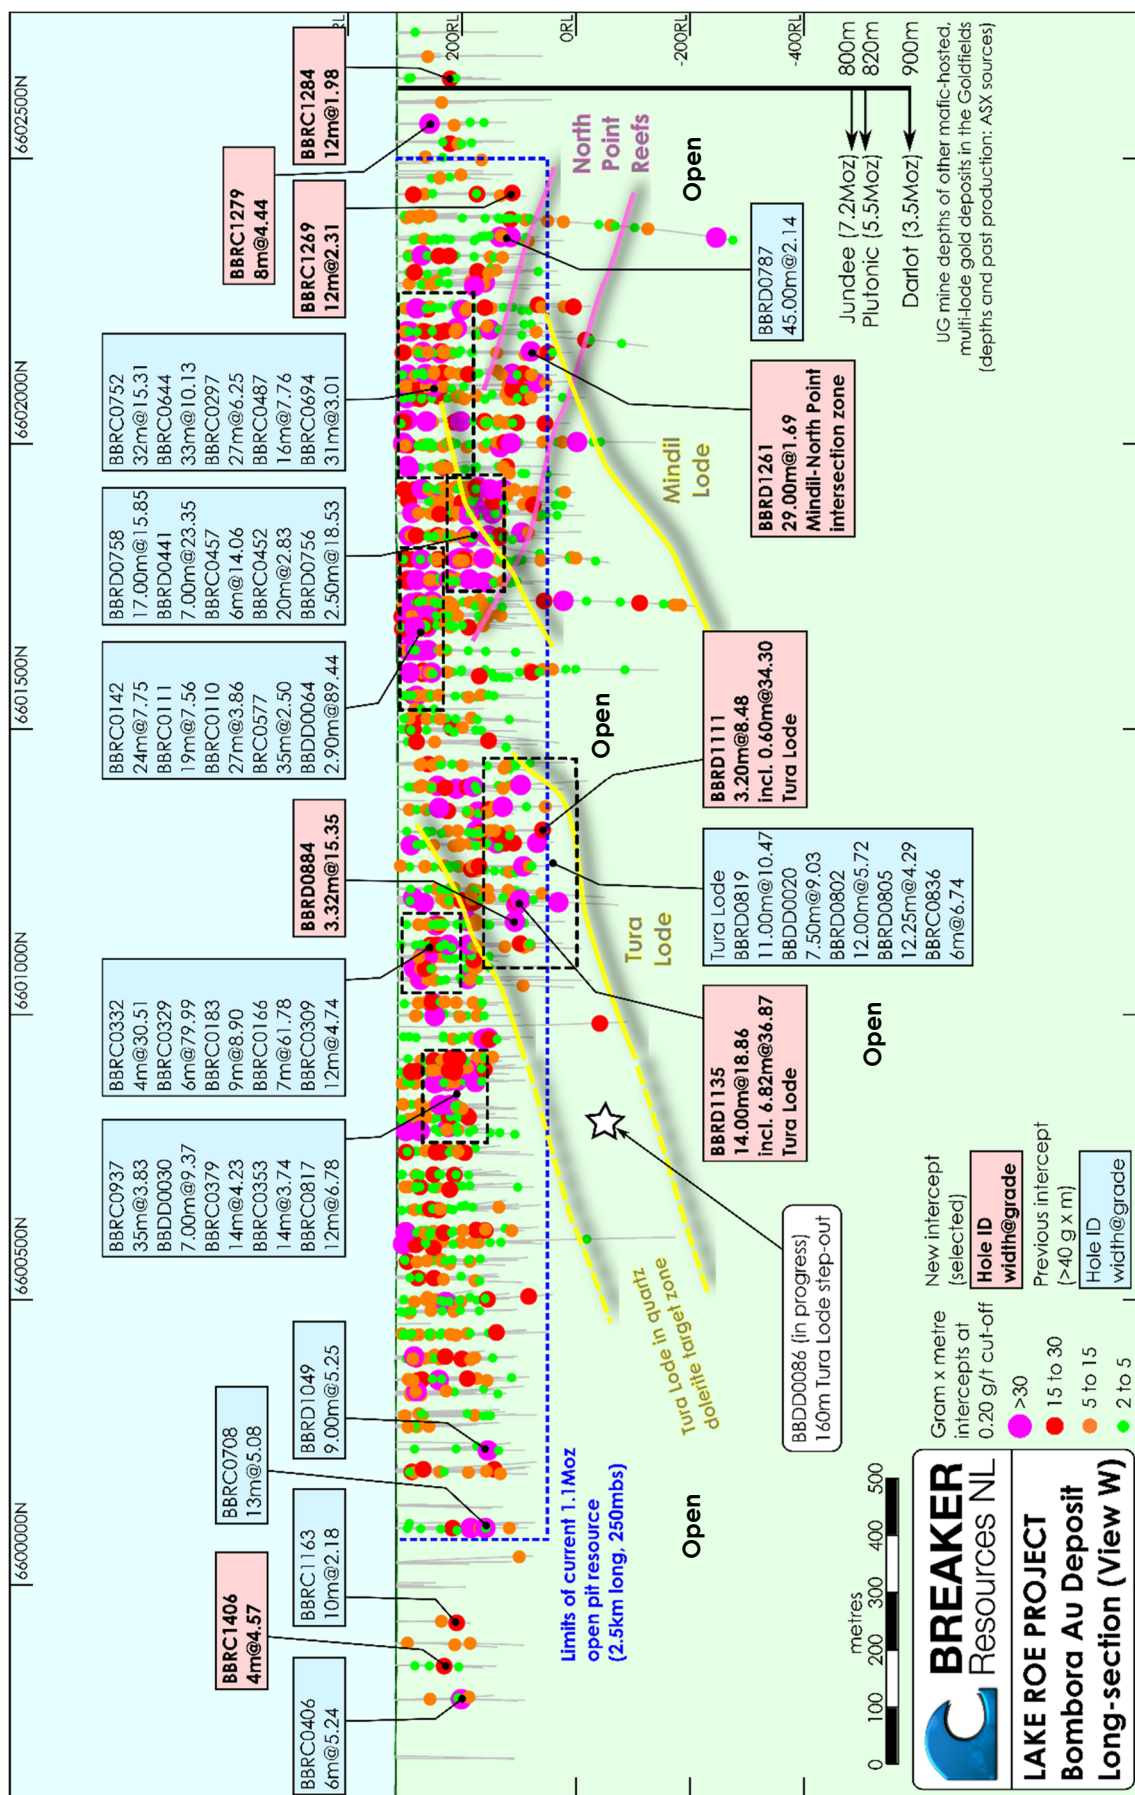 6600000N
6600500N
6601000N
6601500N
6602000N
6602500N
BBRC0406
6m@5.24
BBRC1406
4m@4.57
BBRC1163
10m@2.18
BBRC0708
13m@5.08
BBRD1049
9.00m@5.25
BBRC0937
35m@3.83
BBDD0030
7.00m@9.37
BBRC0379
14m@4.23
BBRC0353
14m@3.74
BBRC0817
12m@6.78
BBRC0332
4m@30.51
BBRC0329
6m@79.99
BBRC0183
9m@8.90
BBRC0166
7m@61.78
BBRC0309
12m@4.74
BBRD0884
3.32m@15.35
BBRC0142
24m@7.75
BBRC0111
19m@7.56
BBRC0110
27m@3.86
BRC0577
35m@2.50
BBDD0064
2.90m@89.44
BBRD0758
17.00m@15.85
BBRD0441
7.00m@23.35
BBRC0457
6m@14.06
BBRC0452
20m@2.83
BBRD0756
2.50m@18.53
BBRC0752
32m@15.31
BBRC0644
33m@10.13
BBRC0297
27m@6.25
BBRC0487
16m@7.76
BBRC0694
31m@3.01
BBRC1279
8m@4.44
BBRC1269
12m@2.31
BBRC1284
12m@1.98
200RL
0RL
-200RL
-400RL
Limits of current 1.1Moz
open pit resource
(2.5km long, 250mbs)
Open
Tura Lode in quartz
dolerite target zone
BBDD0086 (in progress)
160m Tura Lode step-out
BBRD1135
14.00m@18.86
incl. 6.82m@36.87
Tura Lode
Open
Tura
Lode
Tura Lode
BBRD0819
11.00m@10.47
BBDD0020
7.50m@9.03
BBRD0802
12.00m@5.72
BBRD0805
12.25m@4.29
BBRC0836
6m@6.74
Open
BBRD1111
3.20m@8.48
incl. 0.60m@34.30
Tura Lode
Mindil
Lode
BBRD1261
29.00m@1.69
Mindil-North Point
intersection zone
North
Point
Reefs
Open
BBRD0787
45.00m@2.14
Jundee (7.2Moz) 800m
Plutonic (5.5Moz) 820m
Darlot (3.5Moz) 900m
UG mine depths of other mafic-hosted,
multi-lode gold deposits in the Goldfields
(depths and past production: ASX sources)
metres
0 100 200 300 400 500
BREAKER
Resources NL
LAKE ROE PROJECT
Bombora Au Deposit
Long-section (View W)
Gram x metre
intercepts at
0.20 g/t cut-off
>30
15 to 30
5 to 15
2 to 5
New intercept
(selected)
Hole ID
width@grade
Previous intercept
(>40 g x m)
Hole ID
width@grade